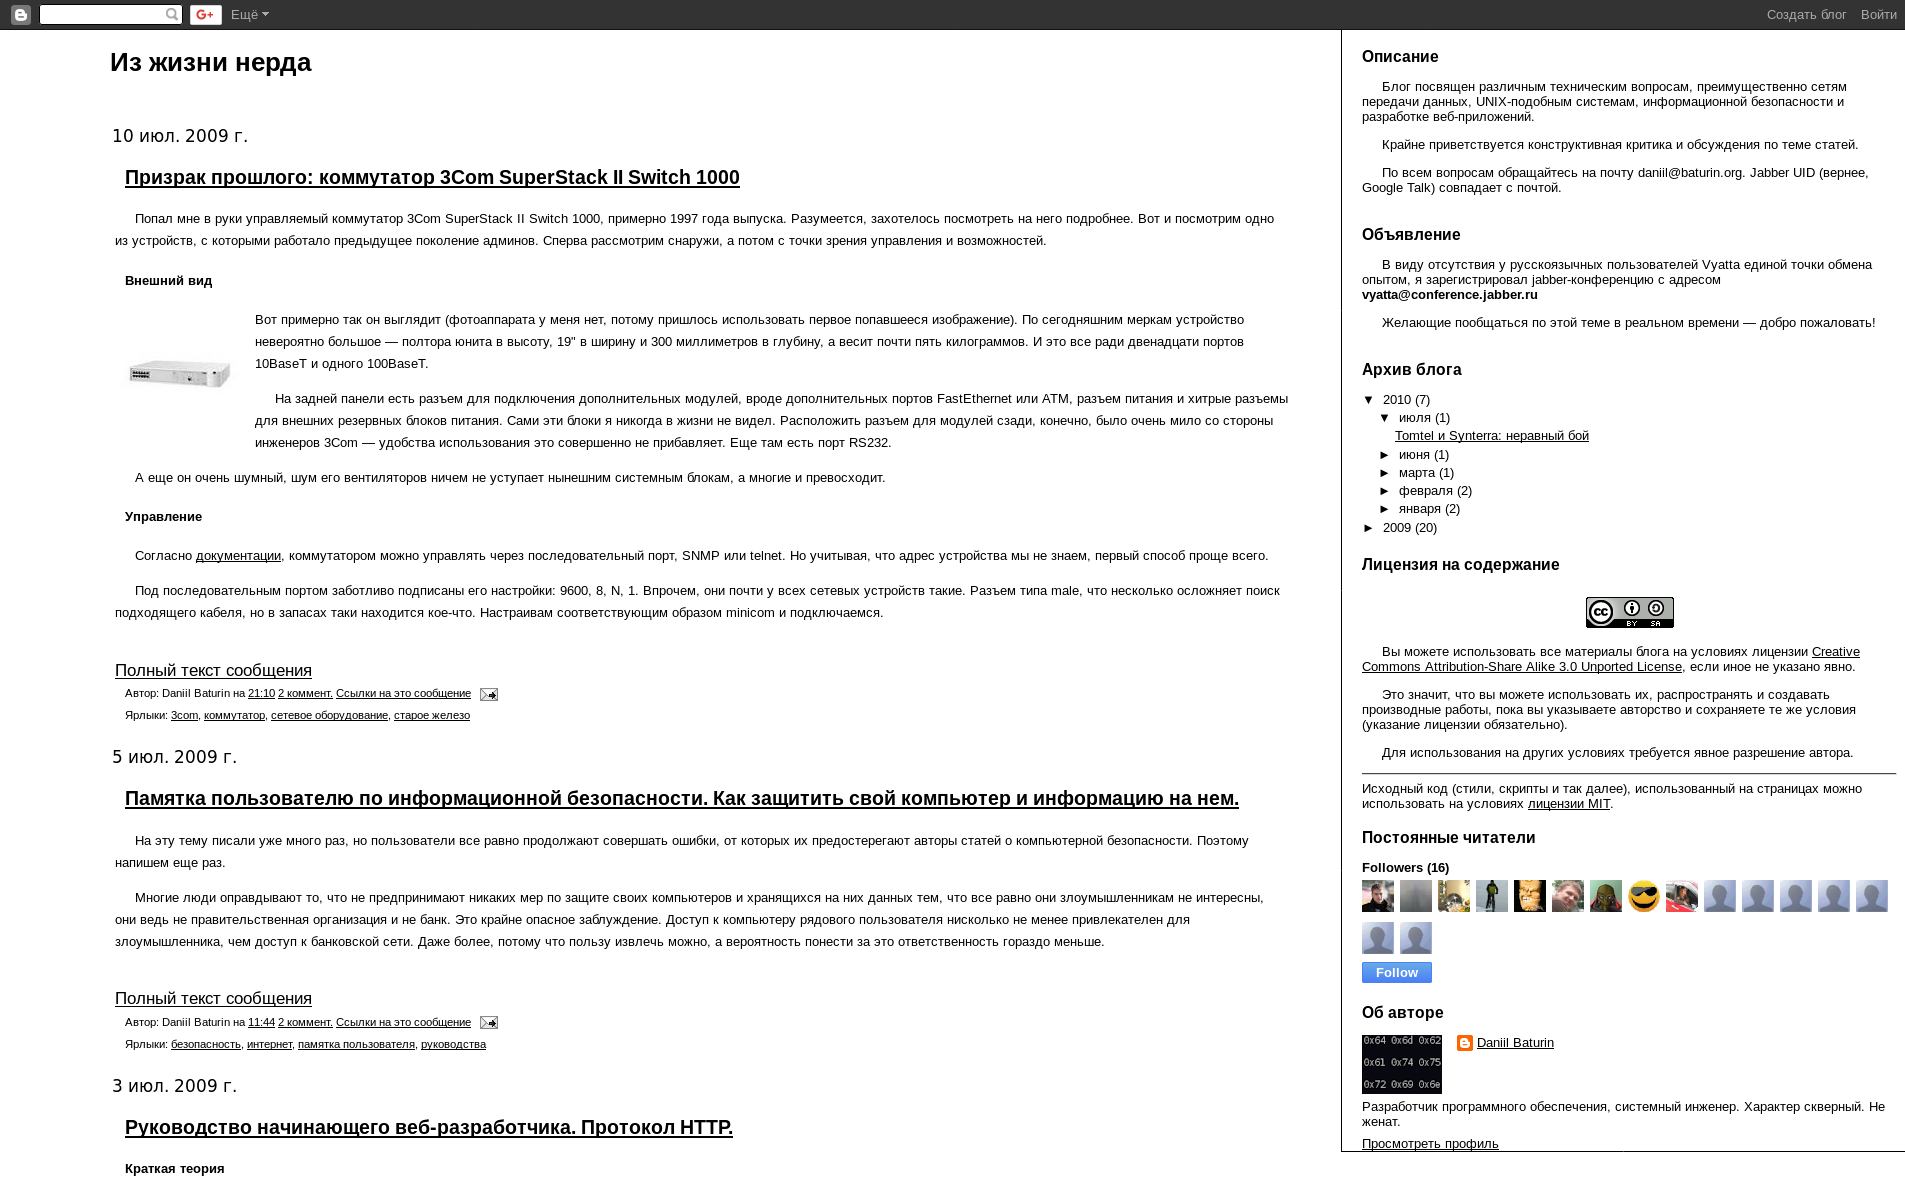 Ещё
Создать блог Войти
Из жизни нерда
10 июл. 2009 г.
Призрак прошлого: коммутатор 3Com SuperStack II Switch 1000
Попал мне в руки управляемый коммутатор 3Com SuperStack II Switch 1000, примерно 1997 года выпуска. Разумеется, захотелось посмотреть на него подробнее. Вот и посмотрим одно
из устройств, с которыми работало предыдущее поколение админов. Сперва рассмотрим снаружи, а потом с точки зрения управления и возможностей.
Внешний вид
Вот примерно так он выглядит (фотоаппарата у меня нет, потому пришлось использовать первое попавшееся изображение). По сегодняшним меркам устройство
невероятно большое — полтора юнита в высоту, 19" в ширину и 300 миллиметров в глубину, а весит почти пять килограммов. И это все ради двенадцати портов
10BaseT и одного 100BaseT.
На задней панели есть разъем для подключения дополнительных модулей, вроде дополнительных портов FastEthernet или ATM, разъем питания и хитрые разъемы
для внешних резервных блоков питания. Сами эти блоки я никогда в жизни не видел. Расположить разъем для модулей сзади, конечно, было очень мило со стороны
инженеров 3Com — удобства использования это совершенно не прибавляет. Еще там есть порт RS232.
А еще он очень шумный, шум его вентиляторов ничем не уступает нынешним системным блокам, а многие и превосходит.
Управление
Согласно документации, коммутатором можно управлять через последовательный порт, SNMP или telnet. Но учитывая, что адрес устройства мы не знаем, первый способ проще всего.
Под последовательным портом заботливо подписаны его настройки: 9600, 8, N, 1. Впрочем, они почти у всех сетевых устройств такие. Разъем типа male, что несколько осложняет поиск
подходящего кабеля, но в запасах таки находится кое-что. Настраивам соответствующим образом minicom и подключаемся.
Полный текст сообщения
Автор: Daniil Baturin на 21:10 2 коммент. Ссылки на это сообщение
Ярлыки: 3com, коммутатор, сетевое оборудование, старое железо
5 июл. 2009 г.
Памятка пользователю по информационной безопасности. Как защитить свой компьютер и информацию на нем.
На эту тему писали уже много раз, но пользователи все равно продолжают совершать ошибки, от которых их предостерегают авторы статей о компьютерной безопасности. Поэтому
напишем еще раз.
Многие люди оправдывают то, что не предпринимают никаких мер по защите своих компьютеров и хранящихся на них данных тем, что все равно они злоумышленникам не интересны,
они ведь не правительственная организация и не банк. Это крайне опасное заблуждение. Доступ к компьютеру рядового пользователя нисколько не менее привлекателен для
злоумышленника, чем доступ к банковской сети. Даже более, потому что пользу извлечь можно, а вероятность понести за это ответственность гораздо меньше.
Полный текст сообщения
Автор: Daniil Baturin на 11:44 2 коммент. Ссылки на это сообщение
Ярлыки: безопасность, интернет, памятка пользователя, руководства
3 июл. 2009 г.
Руководство начинающего веб-разработчика. Протокол HTTP.
Краткая теория
Описание
Блог посвящен различным техническим вопросам, преимущественно сетям
передачи данных, UNIX-подобным системам, информационной безопасности и
разработке веб-приложений.
Крайне приветствуется конструктивная критика и обсуждения по теме статей.
По всем вопросам обращайтесь на почту daniil@baturin.org. Jabber UID (вернее,
Google Talk) совпадает с почтой.
Объявление
В виду отсутствия у русскоязычных пользователей Vyatta единой точки обмена
опытом, я зарегистрировал jabber-конференцию с адресом
vyatta@conference.jabber.ru
Желающие пообщаться по этой теме в реальном времени — добро пожаловать!
Архив блога
▼ 2010 (7)
▼ июля (1)
Tomtel и Synterra: неравный бой
► июня (1)
► марта (1)
► февраля (2)
► января (2)
► 2009 (20)
Лицензия на содержание
cc BY SA
Вы можете использовать все материалы блога на условиях лицензии Creative
Commons Attribution-Share Alike 3.0 Unported License, если иное не указано явно.
Это значит, что вы можете использовать их, распространять и создавать
производные работы, пока вы указываете авторство и сохраняете те же условия
(указание лицензии обязательно).
Для использования на других условиях требуется явное разрешение автора.
Исходный код (стили, скрипты и так далее), использованный на страницах можно
использовать на условиях лицензии MIT.
Постоянные читатели
Followers (16)
Follow
Об авторе
0x64 0x6d 0x62
0x61 0x74 0x75
0x72 0x69 0x6e
Daniil Baturin
Разработчик программного обеспечения, системный инженер. Характер скверный. Не
женат.
Просмотреть профиль